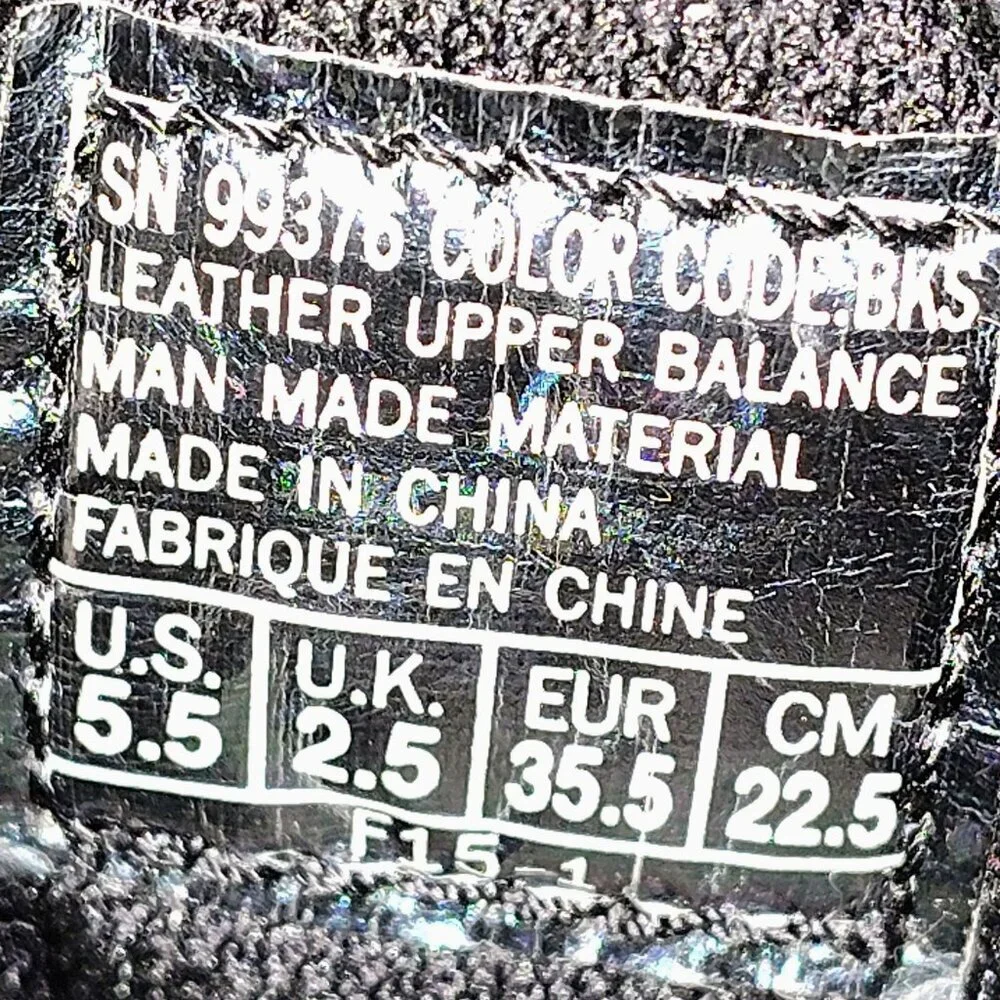 SN 99376 COLOR CODE:BKS
LEATHER UPPER BALANCE
MAN MADE MATERIAL
MADE IN CHINA
FABRIQUE EN CHINE
U.S. U.K. EUR CM
5.5 2.5 35.5 22.5
F15-1